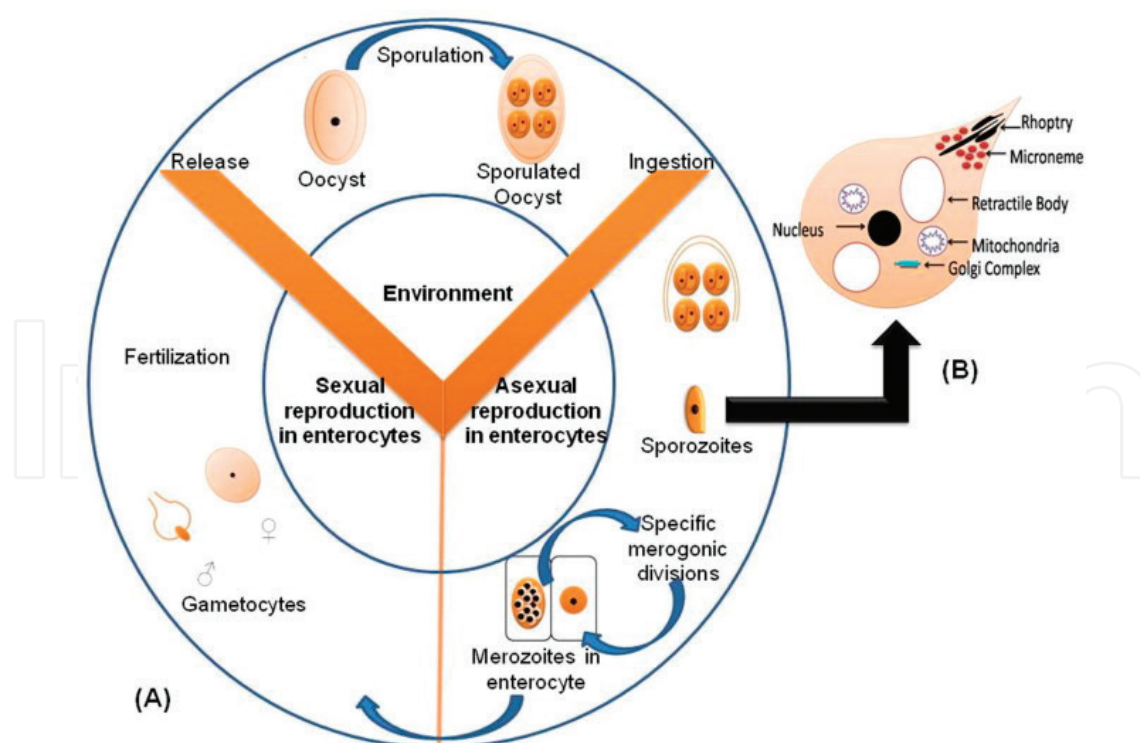 Sporulation
Release
Oocyst
Sporulated
Oocyst
Ingestion
Environment
Fertilization
Sexual
reproduction
in enterocytes
Asexual
reproduction
in enterocytes
Sporozoites
Specific
merogonic
divisions
♀
♂
Gametocytes
Merozoites in
enterocyte
(A)
Rhoptry
Microneme
Retractile Body
Nucleus
Mitochondria
Golgi Complex
(B)